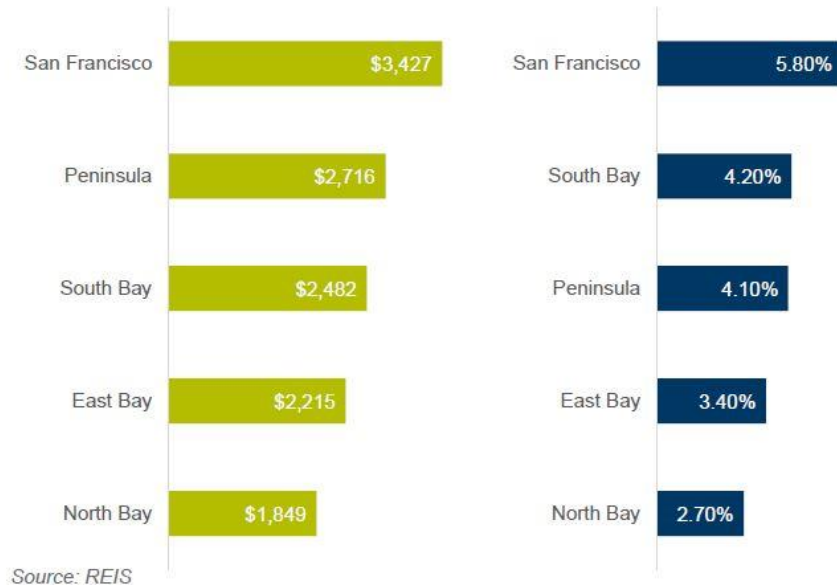 San Francisco $3,427
Peninsula $2,716
South Bay $2,482
East Bay $2,215
North Bay $1,849
San Francisco 5.80%
South Bay 4.20%
Peninsula 4.10%
East Bay 3.40%
North Bay 2.70%
Source: REIS